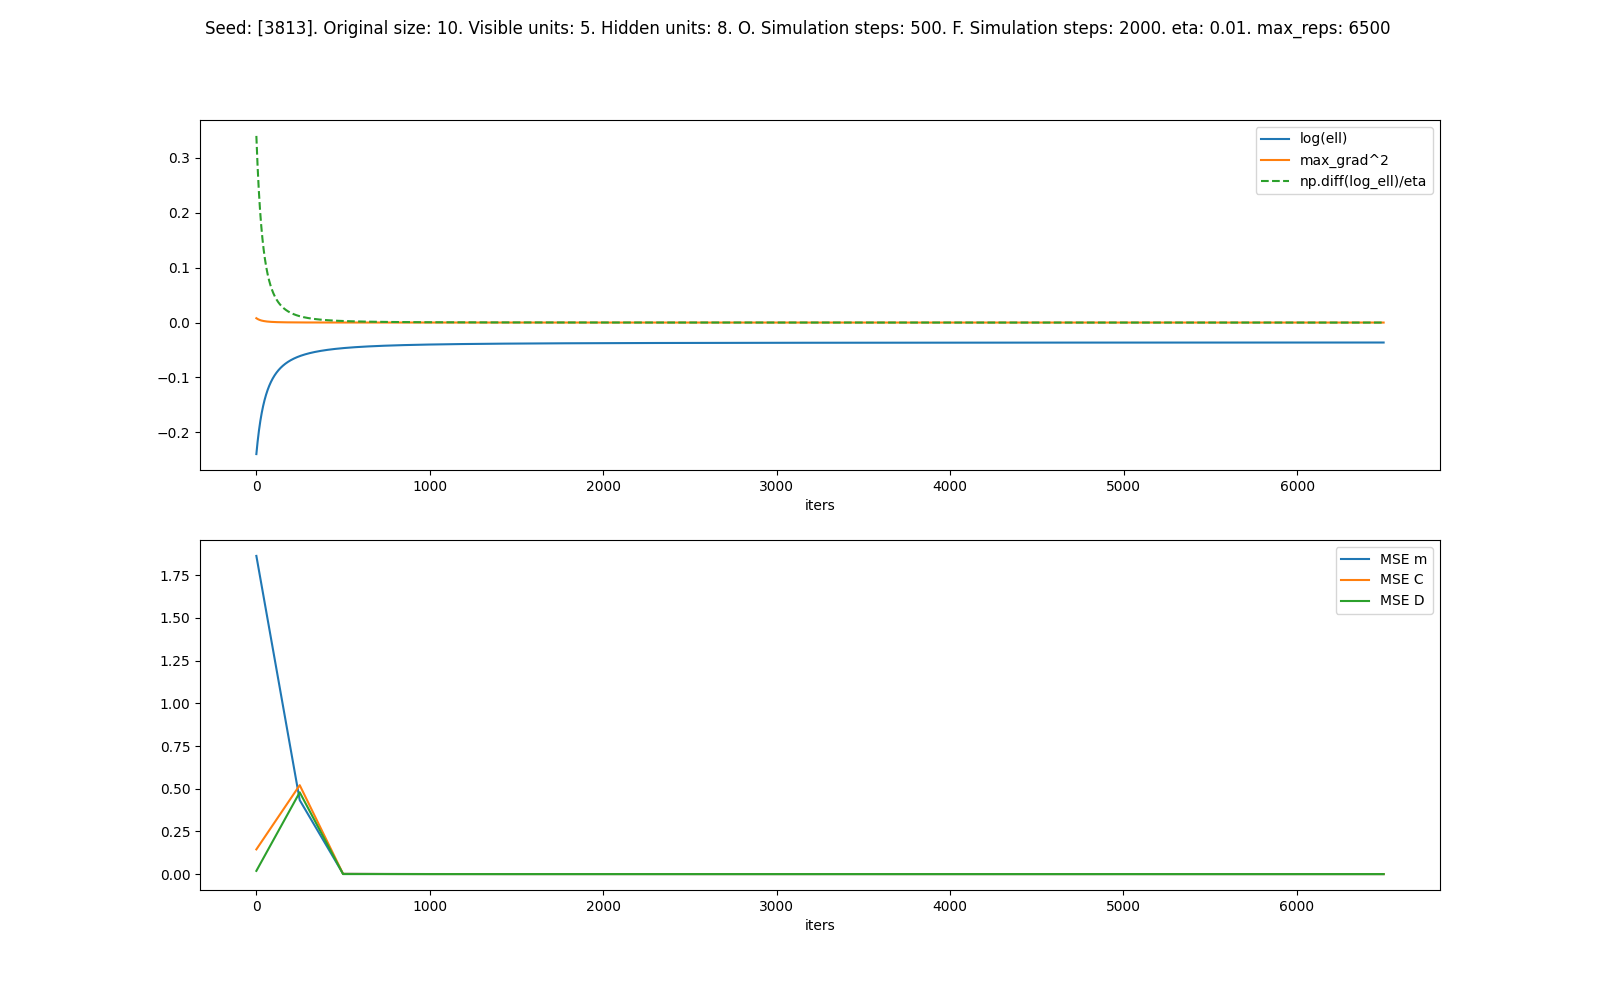 Seed: [3813]. Original size: 10. Visible units: 5. Hidden units: 8. O. Simulation steps: 500. F. Simulation steps: 2000. eta: 0.01. max_reps: 6500
log(ell)
max_grad^2
np.diff(log_ell)/eta
0.3
0.2
0.1
0.0
−0.1
−0.2
0 1000 2000 3000 4000 5000 6000
iters
MSE m
MSE C
MSE D
1.75
1.50
1.25
1.00
0.75
0.50
0.25
0.00
0 1000 2000 3000 4000 5000 6000
iters